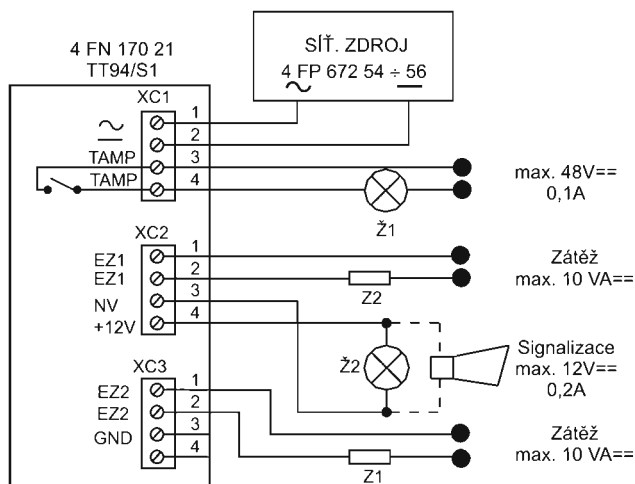 4 FN 170 21
TT94/S1
SÍŤ. ZDROJ
4 FP 672 54 ÷ 56
XC1
1
2
TAMP 3
TAMP 4
Ž1
max. 48V==
0,1A
XC2
EZ1 1
EZ1 2
NV 3
+12V 4
Z2
Zátěž
max. 10 VA==
Ž2
Signalizace
max. 12V==
0,2A
XC3
EZ2 1
EZ2 2
GND 3
4
Z1
Zátěž
max. 10 VA==